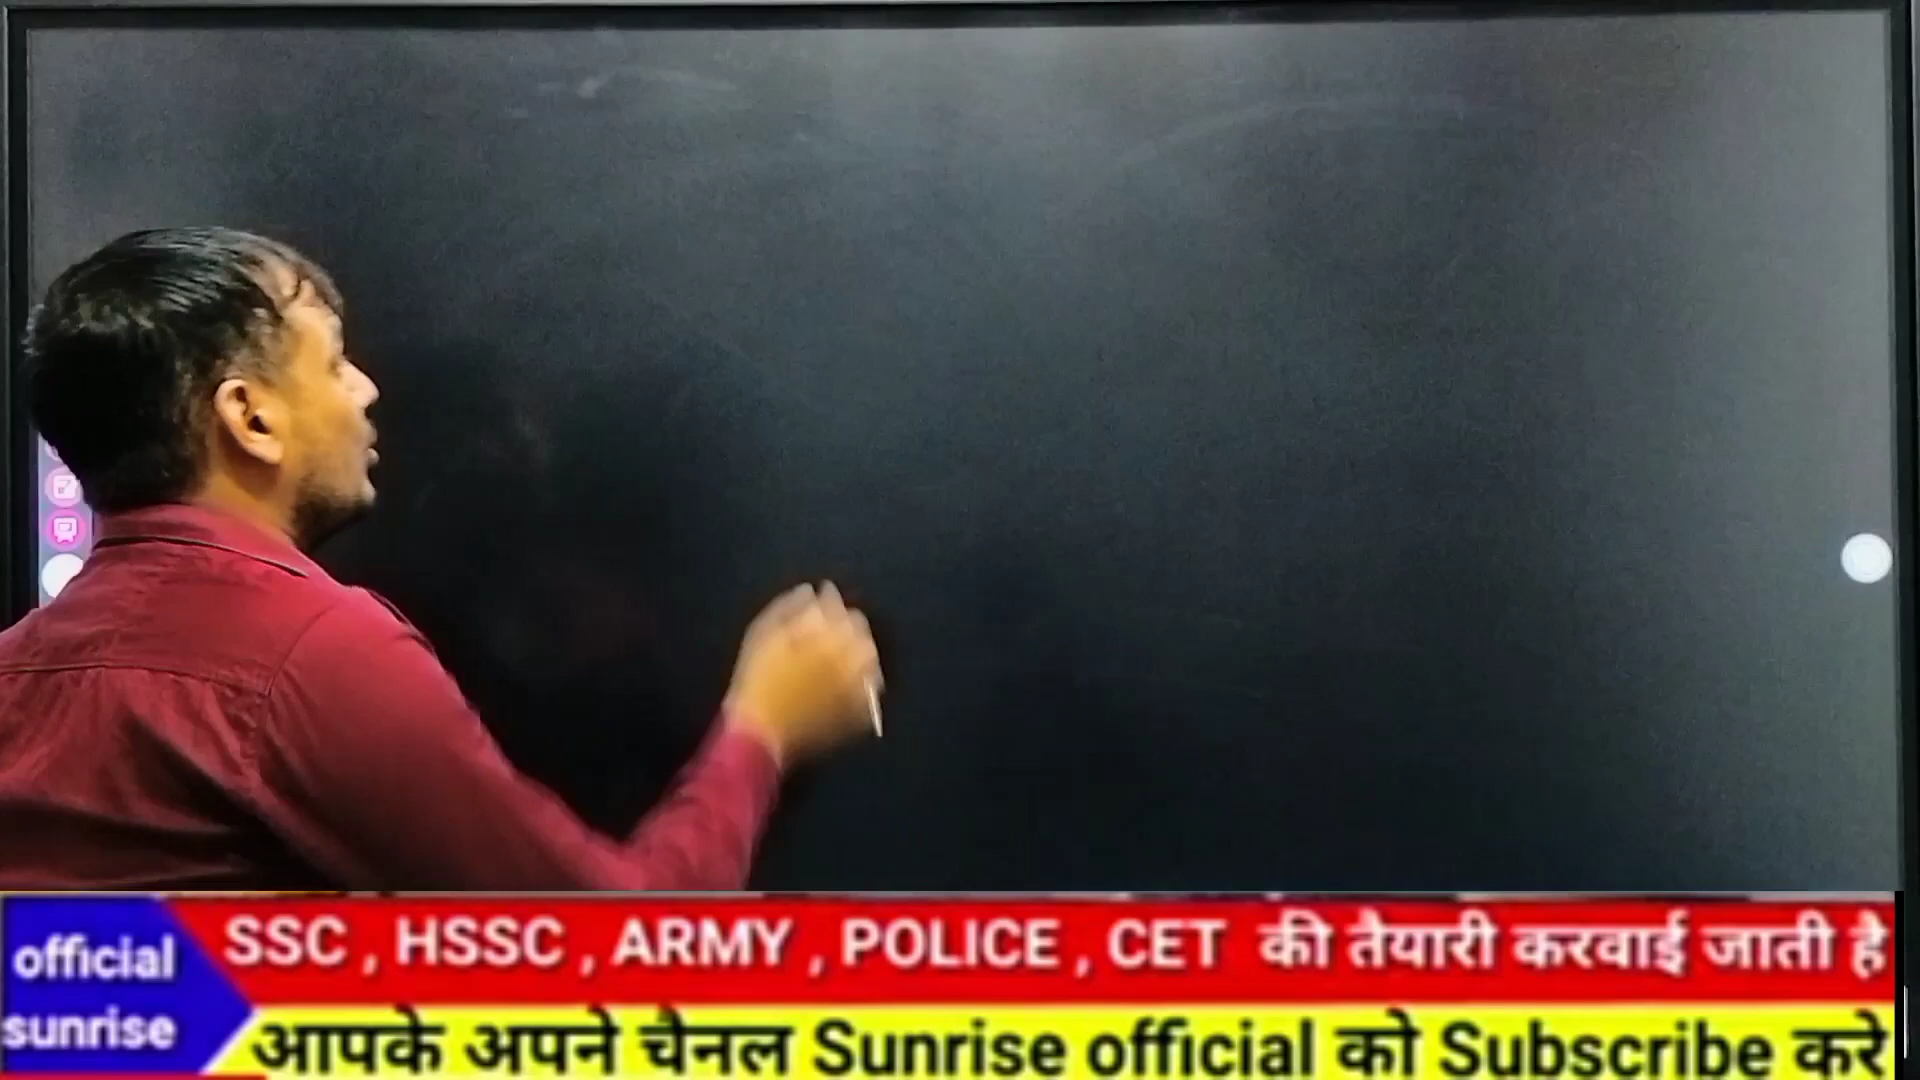 official
sunrise
SSC , HSSC , ARMY , POLICE , CET की तैयारी करवाई जाती है
आपके अपने चैनल Sunrise official को Subscribe करे